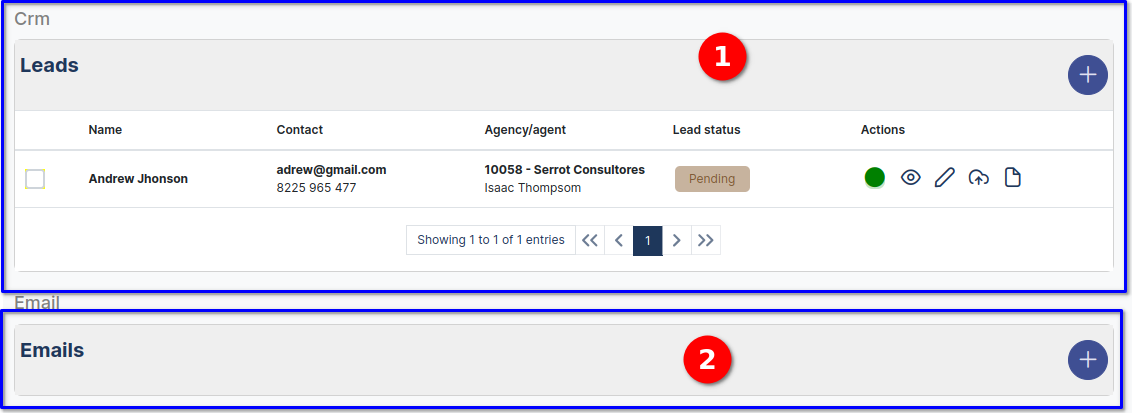 Crm
Leads
1
Name Contact Agency/agent Lead status Actions
adrew@gmail.com 10058 - Serrot Consultores
Andrew Jhonson Pending
8225 965 477 Isaac Thompsom
Showing 1 to 1 of 1 entries 1
Email
Emails
2